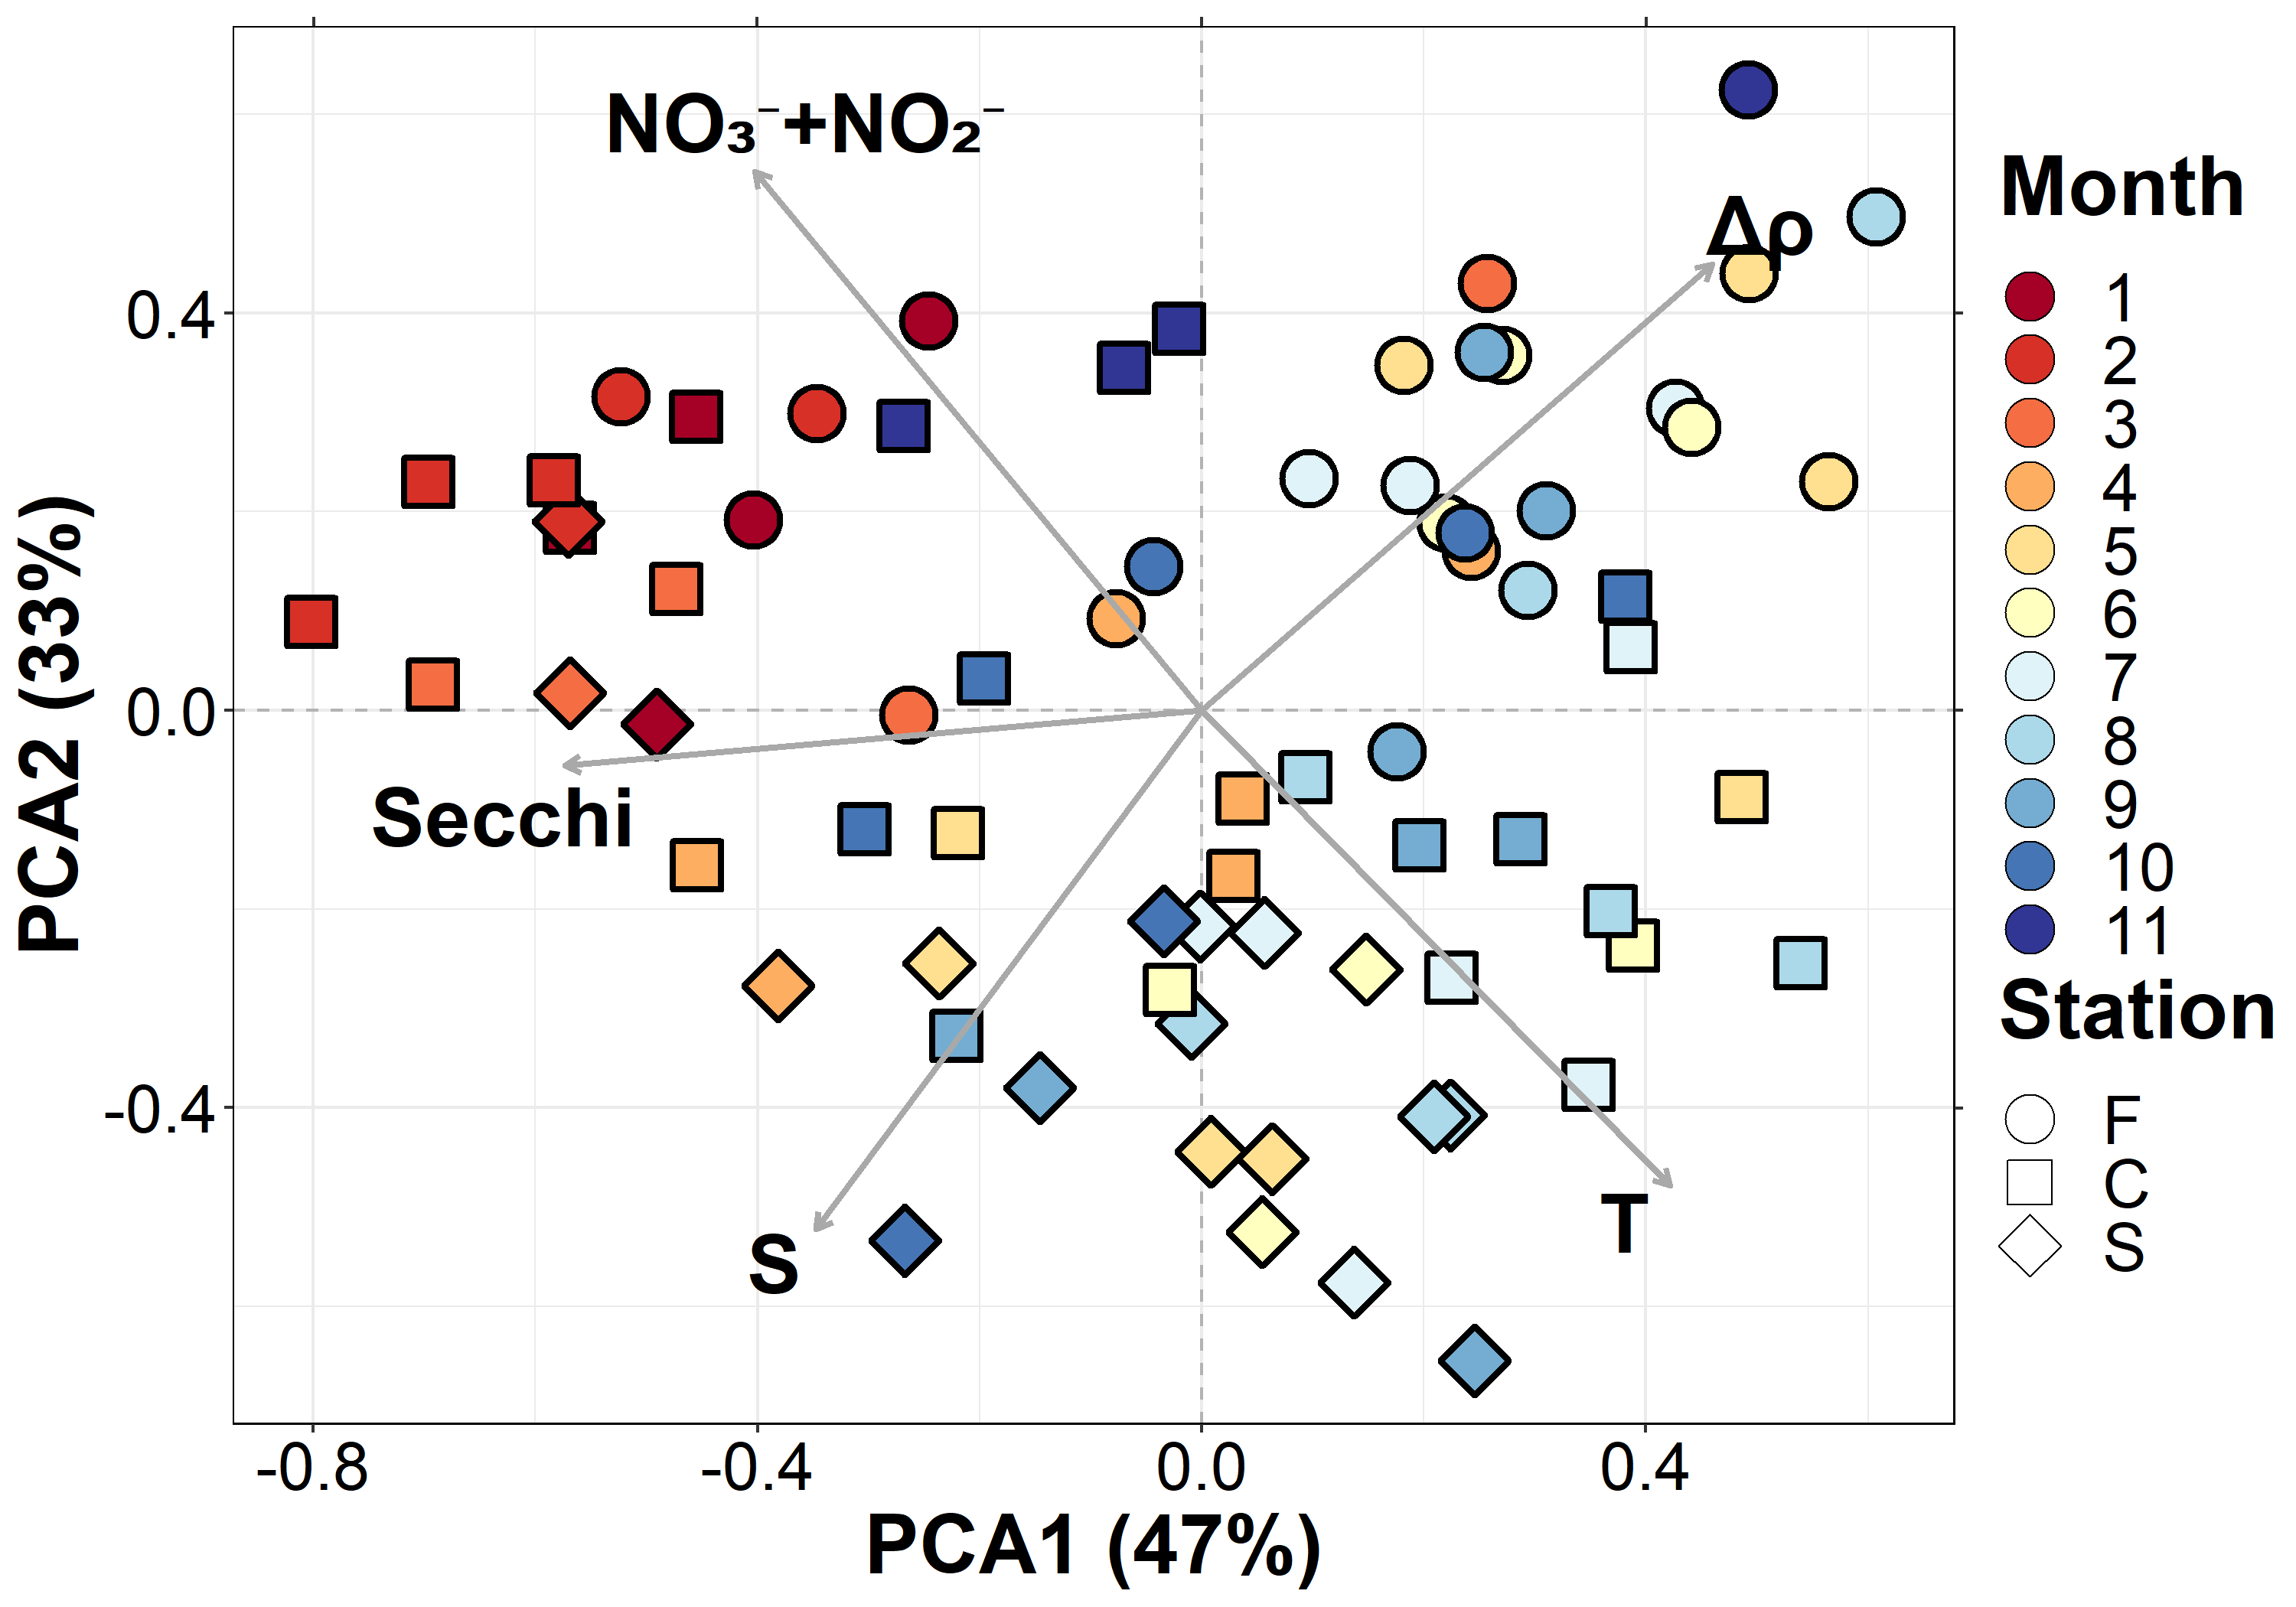 NO₃⁻+NO₂⁻
Δρ
Secchi
S
T
0.4
0.0
-0.4
-0.8
-0.4
0.0
0.4
PCA1 (47%)
PCA2 (33%)
Month
1
2
3
4
5
6
7
8
9
10
11
Station
F
C
S